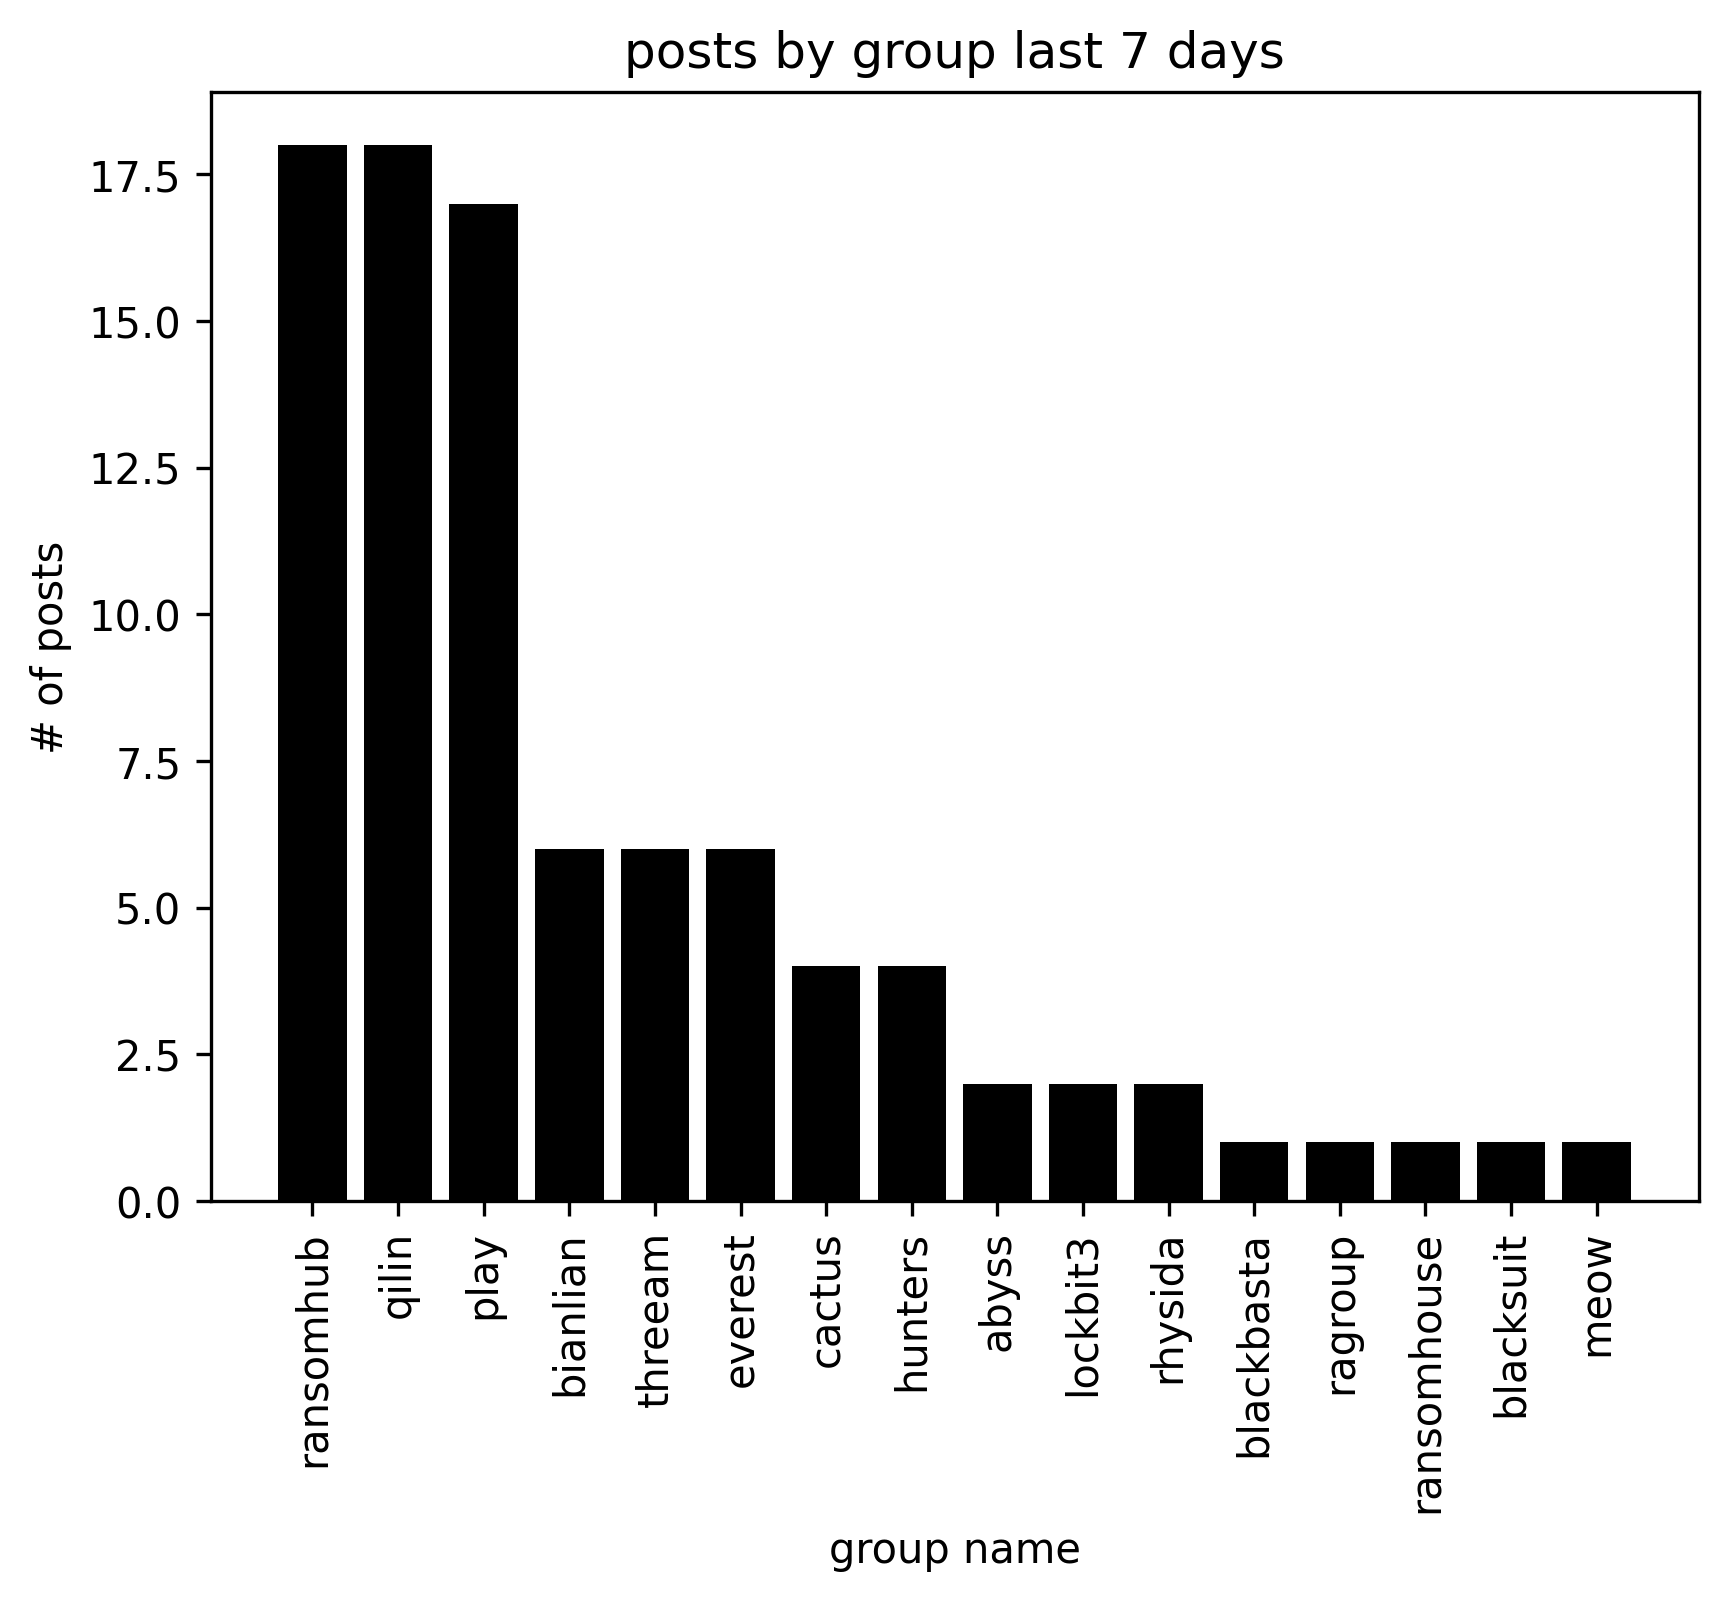 posts by group last 7 days
# of posts
17.5
15.0
12.5
10.0
7.5
5.0
2.5
0.0
ransomhub
qilin
play
bianlian
threeam
everest
cactus
hunters
abyss
lockbit3
rhysida
blackbasta
ragroup
ransomhouse
blacksuit
meow
group name